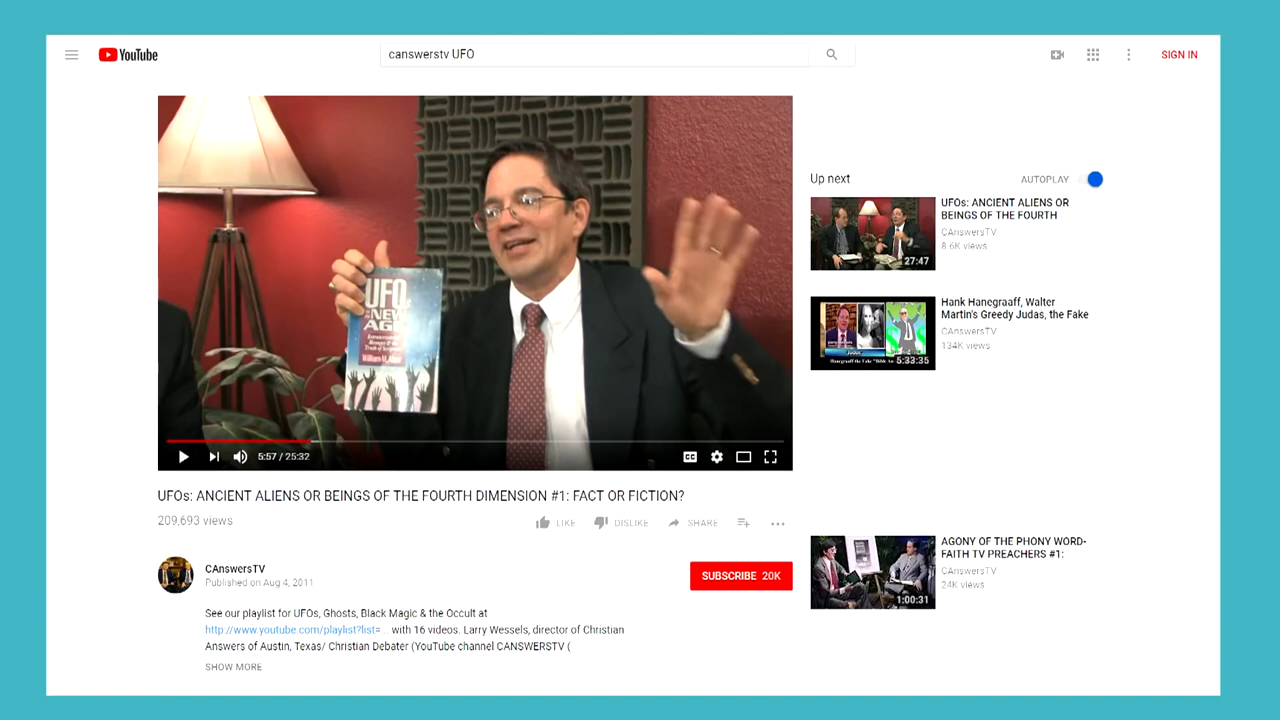 YouTube
canswerstv UFO
SIGN IN
UFO
NEW
AGE
William M.
5:57 / 25:32
CC
Up next
AUTOPLAY
UFOs: ANCIENT ALIENS OR
BEINGS OF THE FOURTH
CAnswersTV
8.6K views
27:47
Hank Hanegraaff, Walter
Martin's Greedy Judas, the Fake
CAnswersTV
134K views
5:33:35
AGONY OF THE PHONY WORD-
FAITH TV PREACHERS #1:
CAnswersTV
24K views
1:00:31
UFOs: ANCIENT ALIENS OR BEINGS OF THE FOURTH DIMENSION #1: FACT OR FICTION?
209,693 views
LIKE
DISLIKE
SHARE
CAnswersTV
Published on Aug 4, 2011
SUBSCRIBE 20K
See our playlist for UFOs, Ghosts, Black Magic & the Occult at
http://www.youtube.com/playlist?list=... with 16 videos. Larry Wessels, director of Christian
Answers of Austin, Texas/ Christian Debater (YouTube channel CANSWERSTV (
SHOW MORE